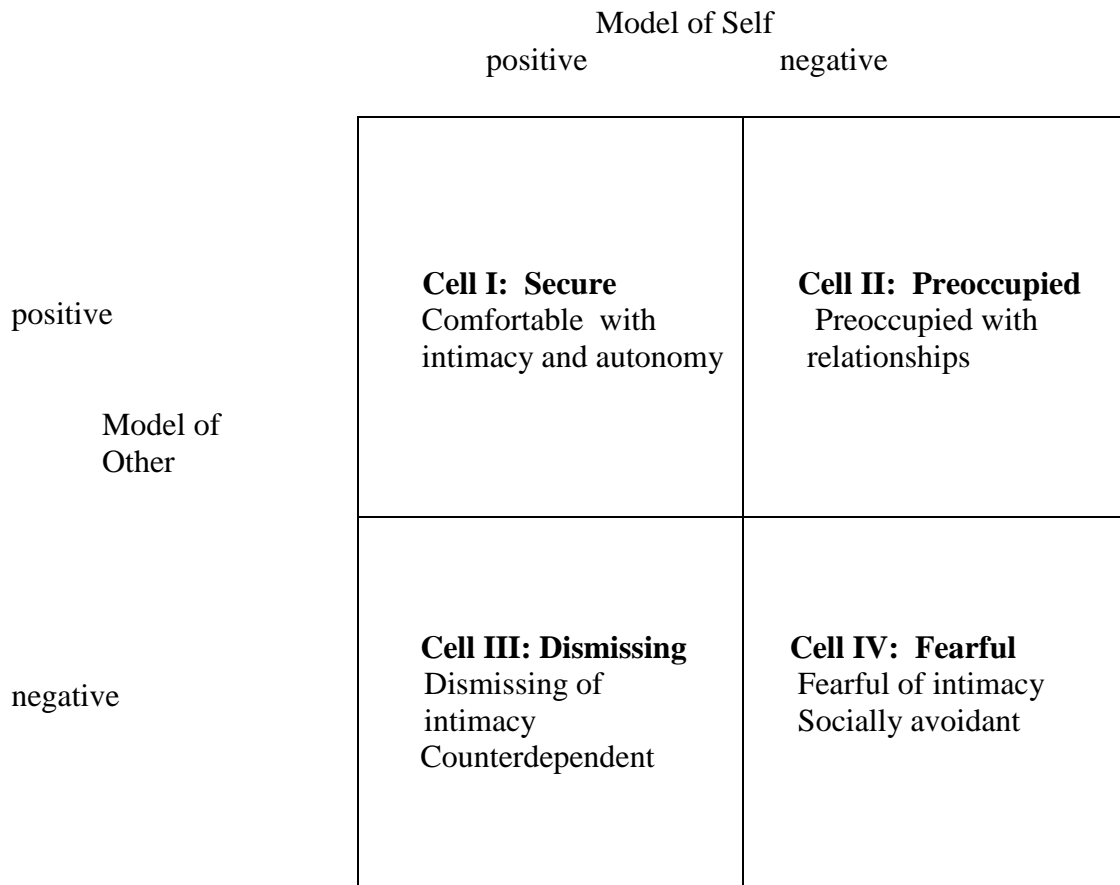 Model of Self
positive negative
Cell I: Secure
Comfortable with
intimacy and autonomy
Cell II: Preoccupied
Preoccupied with
relationships
positive
Model of
Other
Cell III: Dismissing
Dismissing of
intimacy
Counterdependent
Cell IV: Fearful
Fearful of intimacy
Socially avoidant
negative